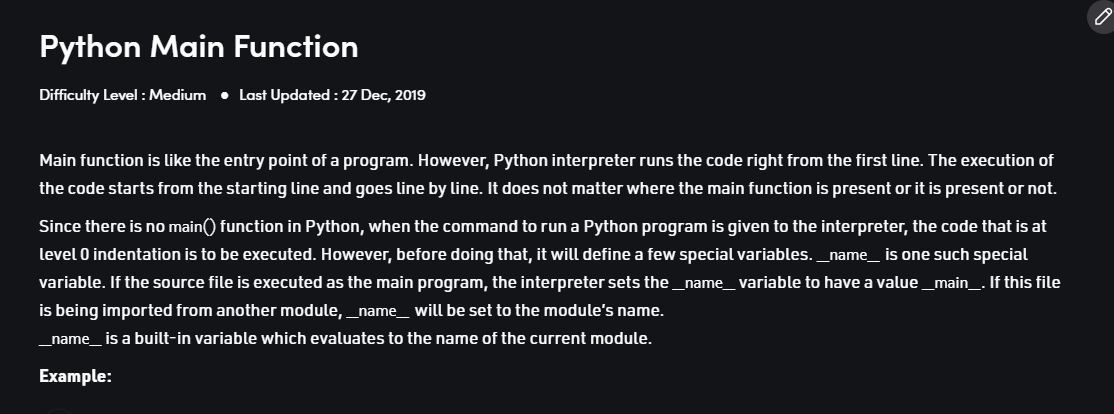 Python Main Function
Difficulty Level : Medium ● Last Updated : 27 Dec, 2019
Main function is like the entry point of a program. However, Python interpreter runs the code right from the first line. The execution of
the code starts from the starting line and goes line by line. It does not matter where the main function is present or it is present or not.
Since there is no main() function in Python, when the command to run a Python program is given to the interpreter, the code that is at
level 0 indentation is to be executed. However, before doing that, it will define a few special variables. __name__ is one such special
variable. If the source file is executed as the main program, the interpreter sets the __name__ variable to have a value __main__. If this file
is being imported from another module, __name__ will be set to the module's name.
__name__ is a built-in variable which evaluates to the name of the current module.
Example: